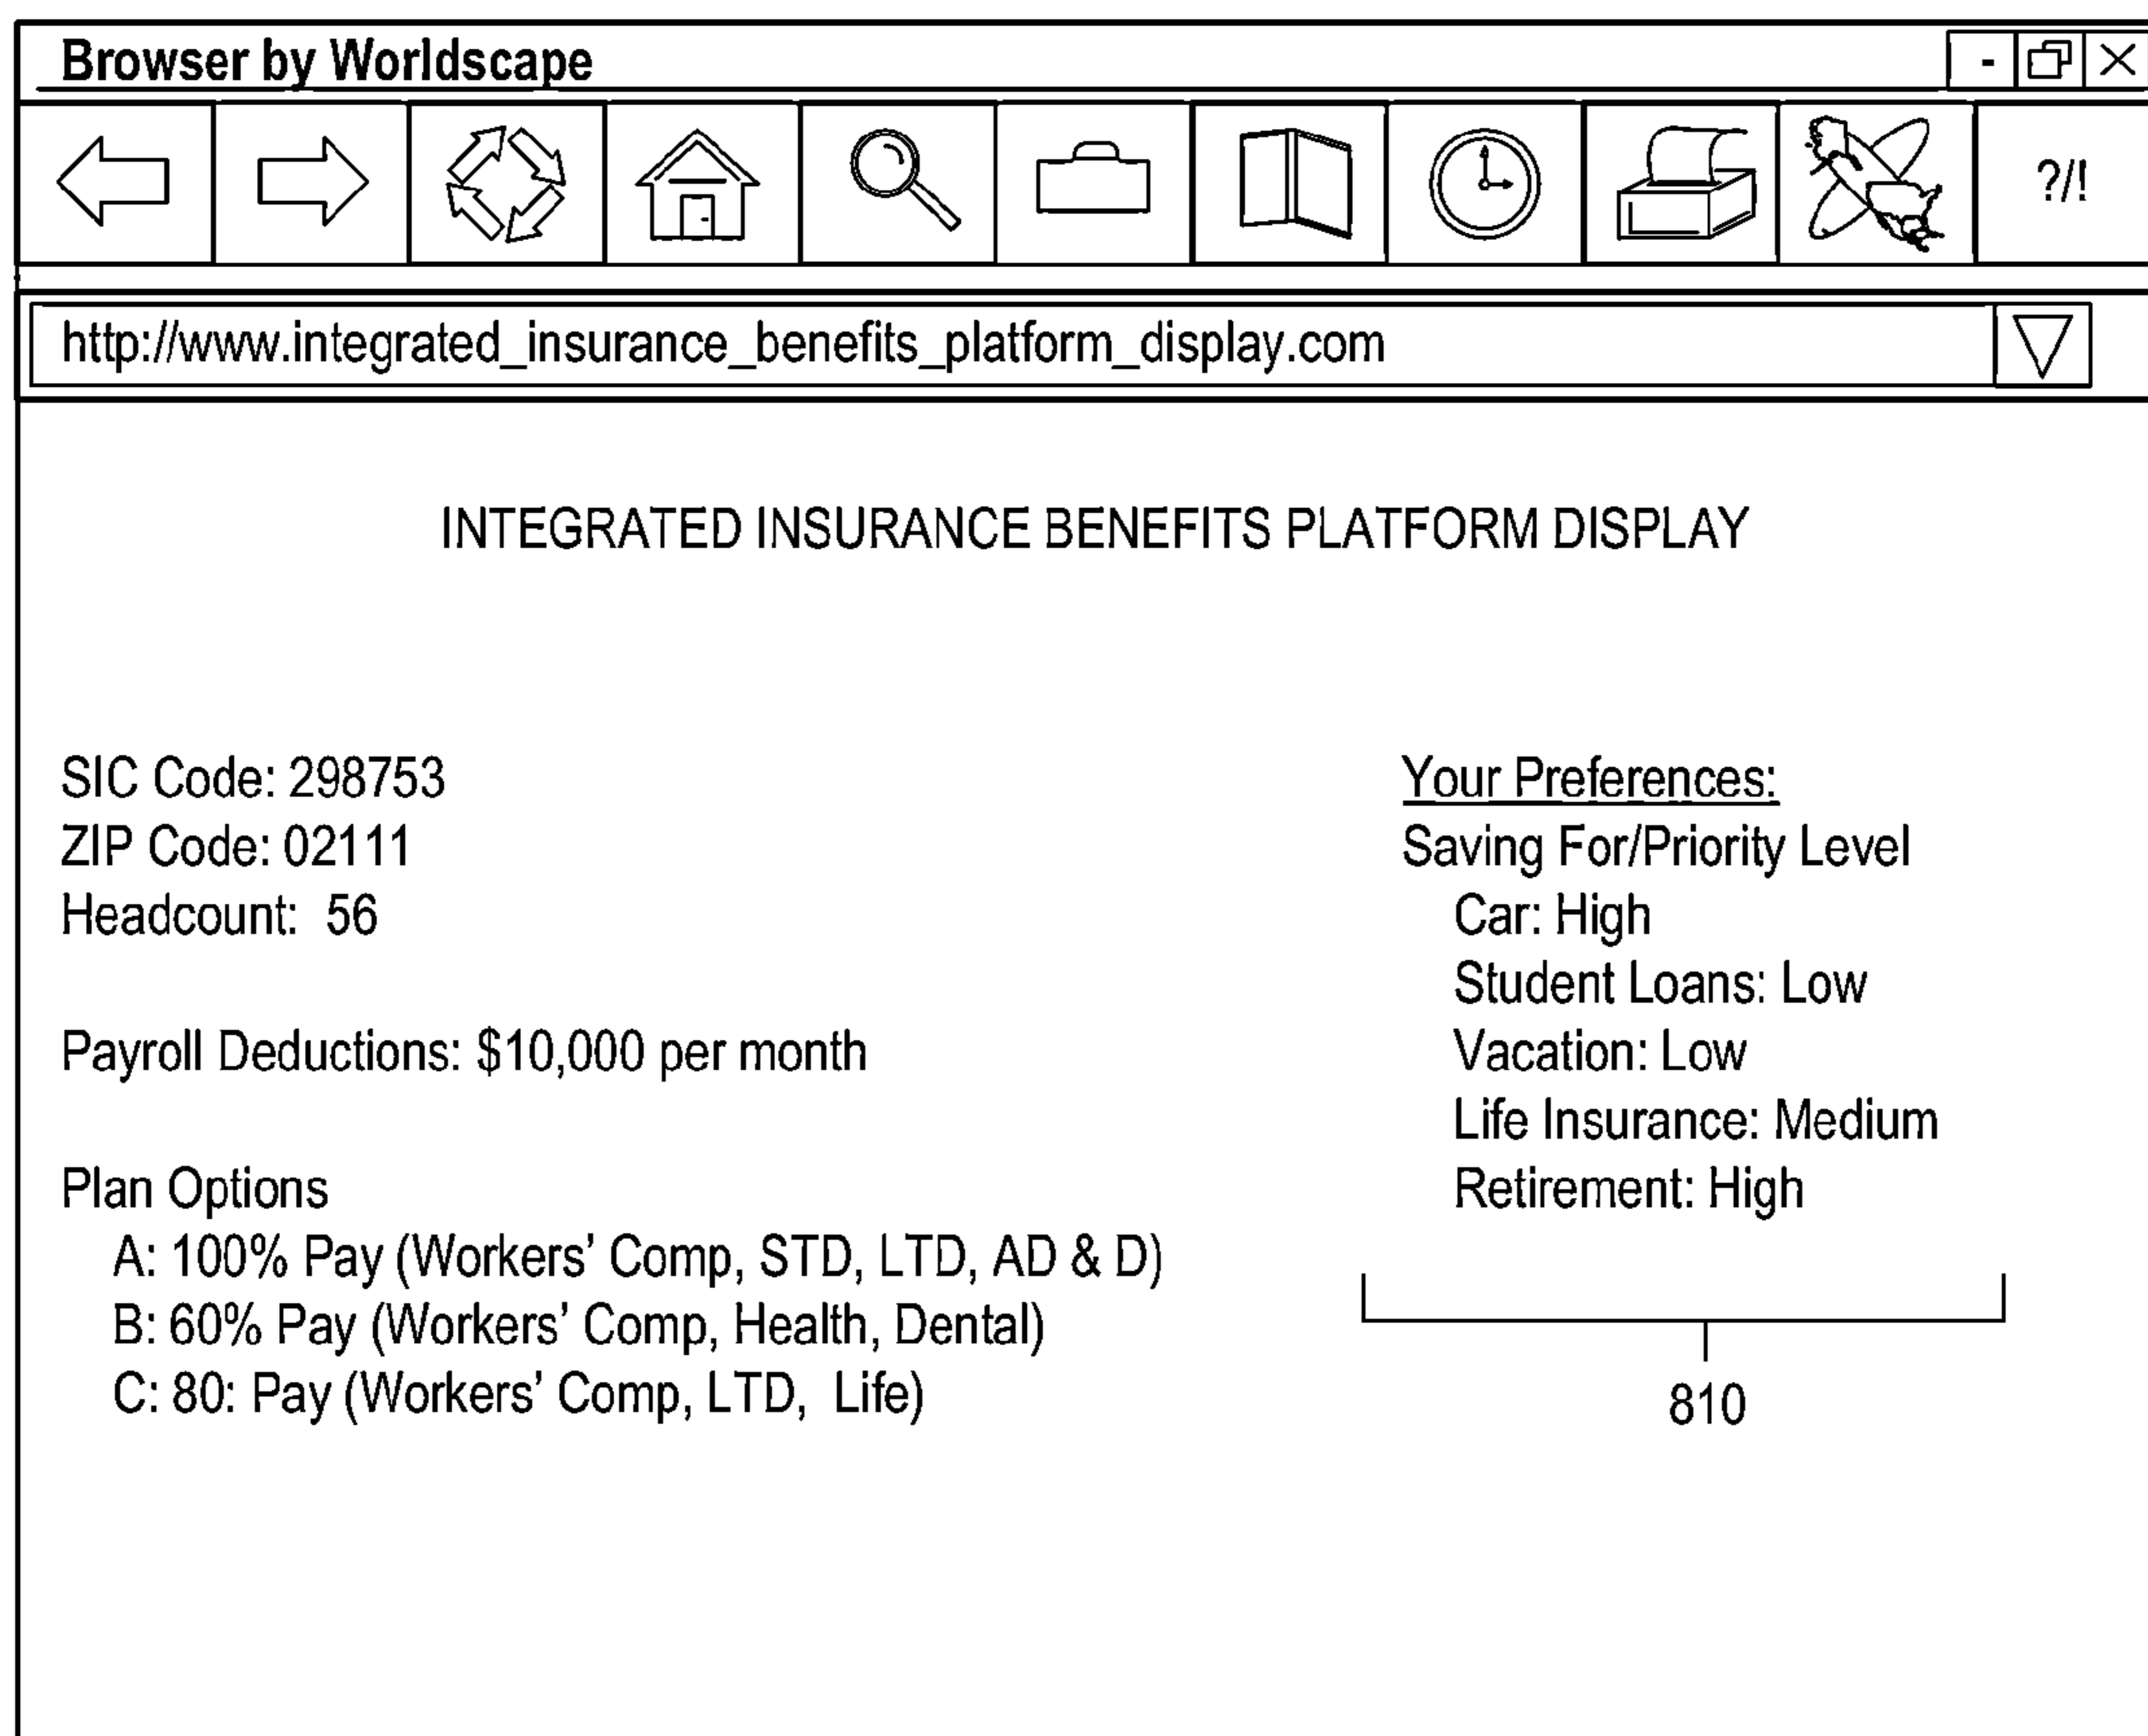 Browser by Worldscape
?/!
http://www.integrated_insurance_benefits_platform_display.com
INTEGRATED INSURANCE BENEFITS PLATFORM DISPLAY
SIC Code: 298753
ZIP Code: 02111
Headcount: 56
Payroll Deductions: $10,000 per month
Plan Options
A: 100% Pay (Workers’ Comp, STD, LTD, AD & D)
B: 60% Pay (Workers’ Comp, Health, Dental)
C: 80: Pay (Workers’ Comp, LTD, Life)
Your Preferences:
Saving For/Priority Level
Car: High
Student Loans: Low
Vacation: Low
Life Insurance: Medium
Retirement: High
810